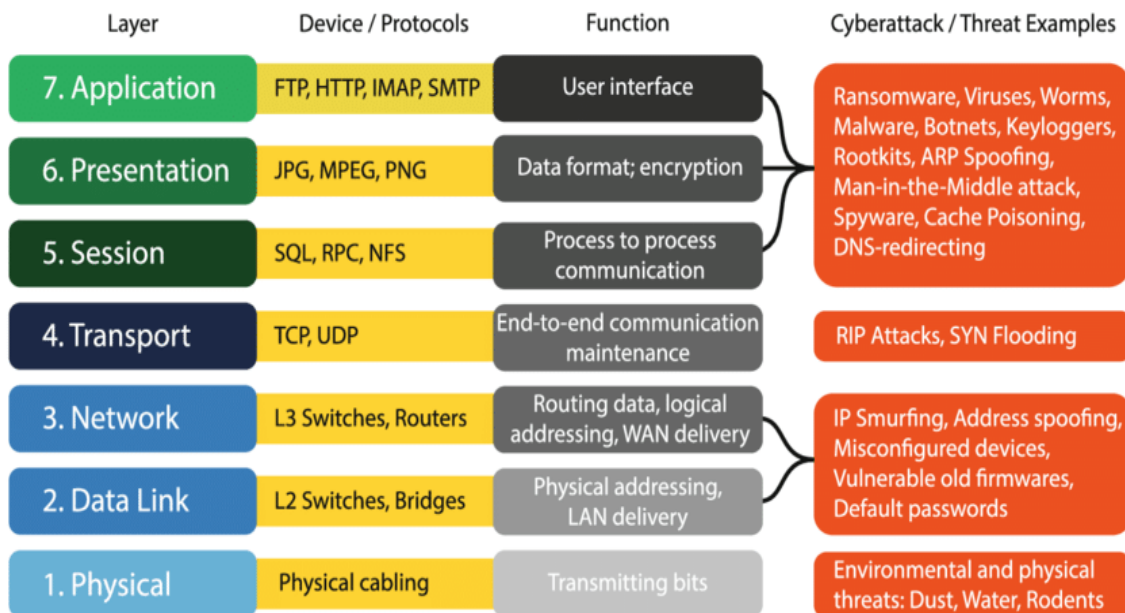 Layer
Device / Protocols
Function
Cyberattack / Threat Examples
7. Application
FTP, HTTP, IMAP, SMTP
User interface
6. Presentation
JPG, MPEG, PNG
Data format; encryption
5. Session
SQL, RPC, NFS
Process to process
communication
Ransomware, Viruses, Worms,
Malware, Botnets, Keyloggers,
Rootkits, ARP Spoofing,
Man-in-the-Middle attack,
Spyware, Cache Poisoning,
DNS-redirecting
4. Transport
TCP, UDP
End-to-end communication
maintenance
RIP Attacks, SYN Flooding
3. Network
L3 Switches, Routers
Routing data, logical
addressing, WAN delivery
2. Data Link
L2 Switches, Bridges
Physical addressing,
LAN delivery
IP Smurfing, Address spoofing,
Misconfigured devices,
Vulnerable old firmwares,
Default passwords
1. Physical
Physical cabling
Transmitting bits
Environmental and physical
threats: Dust, Water, Rodents